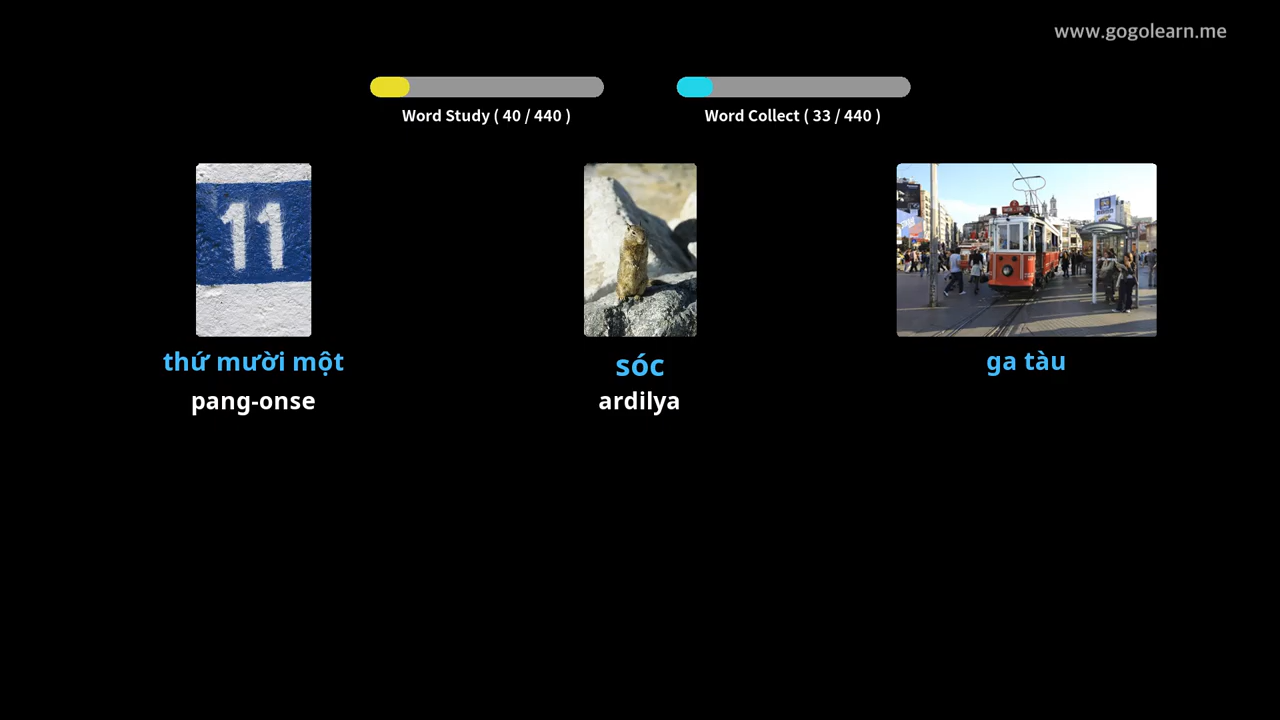 www.gogolearn.me
Word Study ( 40 / 440 )
Word Collect ( 33 / 440 )
11
thứ mười một
pang-onse
sóc
ardilya
ga tàu